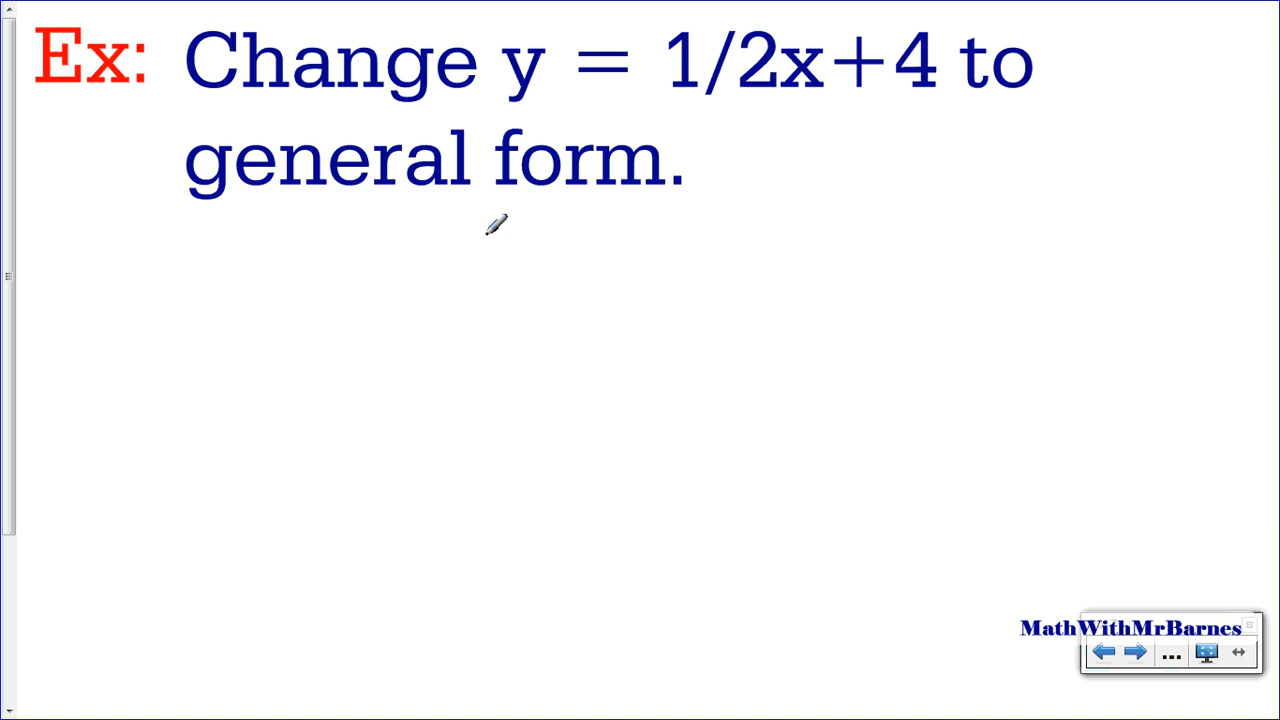 Ex: Change y = 1/2x+4 to
general form.
MathWithMrBarnes
...